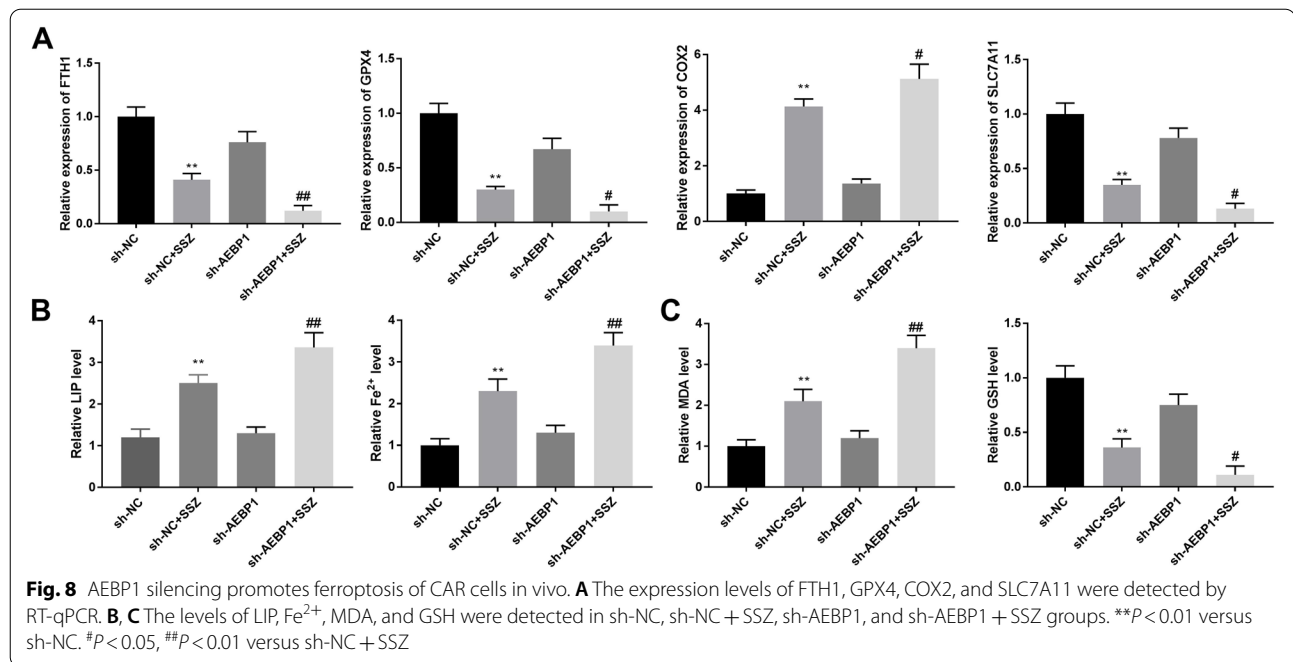 A
Relative expression of FTH1
1.5
1.0
0.5
0.0
**
##
sh-NC
sh-NC+SSZ
sh-AEBP1
sh-AEBP1+SSZ
Relative expression of GPX4
1.5
1.0
0.5
0.0
**
#
sh-NC
sh-NC+SSZ
sh-AEBP1
sh-AEBP1+SSZ
Relative expression of COX2
6
4
2
0
**
#
sh-NC
sh-NC+SSZ
sh-AEBP1
sh-AEBP1+SSZ
Relative expression of SLC7A11
1.5
1.0
0.5
0.0
**
#
sh-NC
sh-NC+SSZ
sh-AEBP1
sh-AEBP1+SSZ
B
Relative LIP level
4
3
2
1
0
**
##
sh-NC
sh-NC+SSZ
sh-AEBP1
sh-AEBP1+SSZ
Relative Fe²⁺ level
4
3
2
1
0
**
##
sh-NC
sh-NC+SSZ
sh-AEBP1
sh-AEBP1+SSZ
C
Relative MDA level
4
3
2
1
0
**
##
sh-NC
sh-NC+SSZ
sh-AEBP1
sh-AEBP1+SSZ
Relative GSH level
1.5
1.0
0.5
0.0
**
#
sh-NC
sh-NC+SSZ
sh-AEBP1
sh-AEBP1+SSZ
Fig. 8 AEBP1 silencing promotes ferroptosis of CAR cells in vivo. A The expression levels of FTH1, GPX4, COX2, and SLC7A11 were detected by
RT-qPCR. B, C The levels of LIP, Fe²⁺, MDA, and GSH were detected in sh-NC, sh-NC + SSZ, sh-AEBP1, and sh-AEBP1 + SSZ groups. **P < 0.01 versus
sh-NC. #P < 0.05, ##P < 0.01 versus sh-NC + SSZ